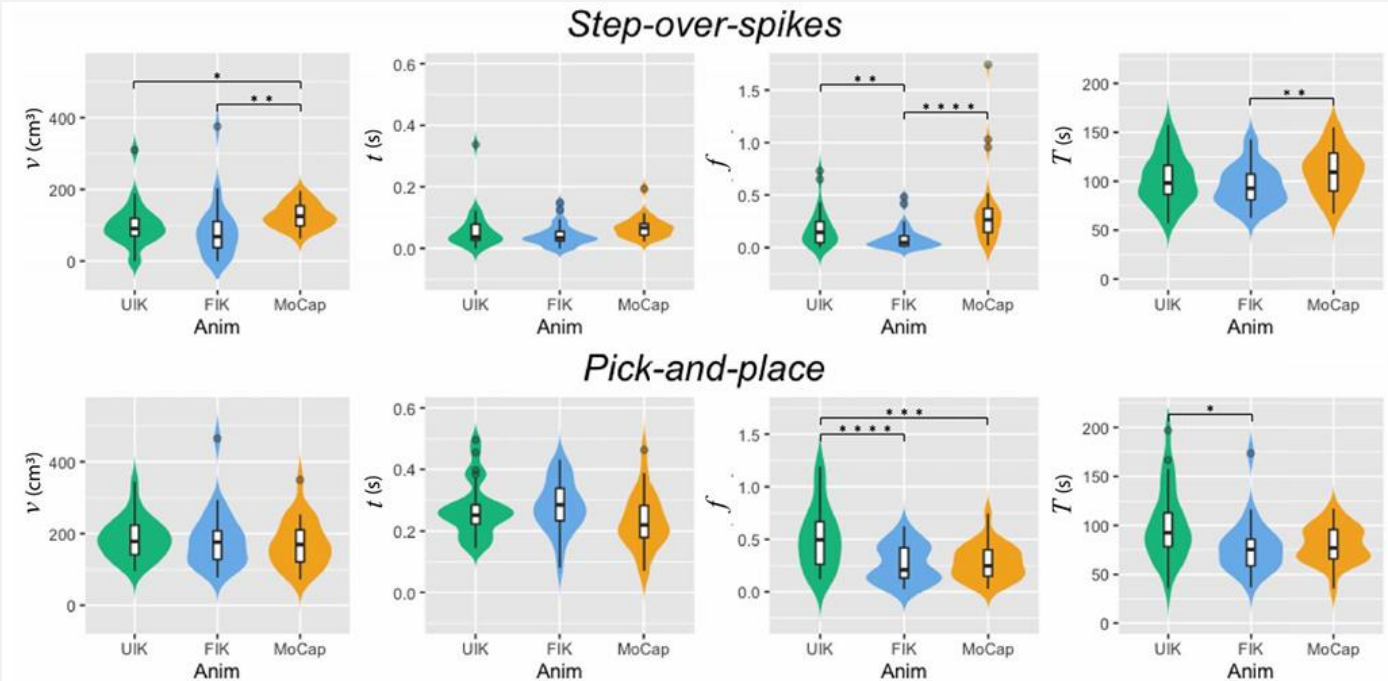 Step-over-spikes
v (cm³)
400
200
0
* 
* *
UIK FIK MoCap
Anim
t (s)
0.6
0.4
0.2
0.0
UIK FIK MoCap
Anim
f
1.5
1.0
0.5
0.0
* *
* * * *
UIK FIK MoCap
Anim
T (s)
200
150
100
50
0
* *
UIK FIK MoCap
Anim
Pick-and-place
v (cm³)
400
200
0
UIK FIK MoCap
Anim
t (s)
0.6
0.4
0.2
0.0
UIK FIK MoCap
Anim
f
1.5
1.0
0.5
0.0
* * *
* * * *
UIK FIK MoCap
Anim
T (s)
200
150
100
50
0
*
UIK FIK MoCap
Anim